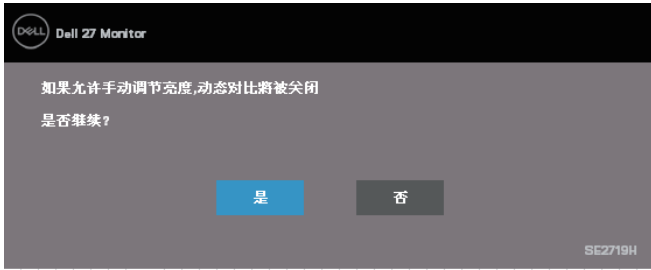 DELL
Dell 27 Monitor
如果允许手动调节亮度,动态对比将被关闭
是否继续?
是
否
SE2719H